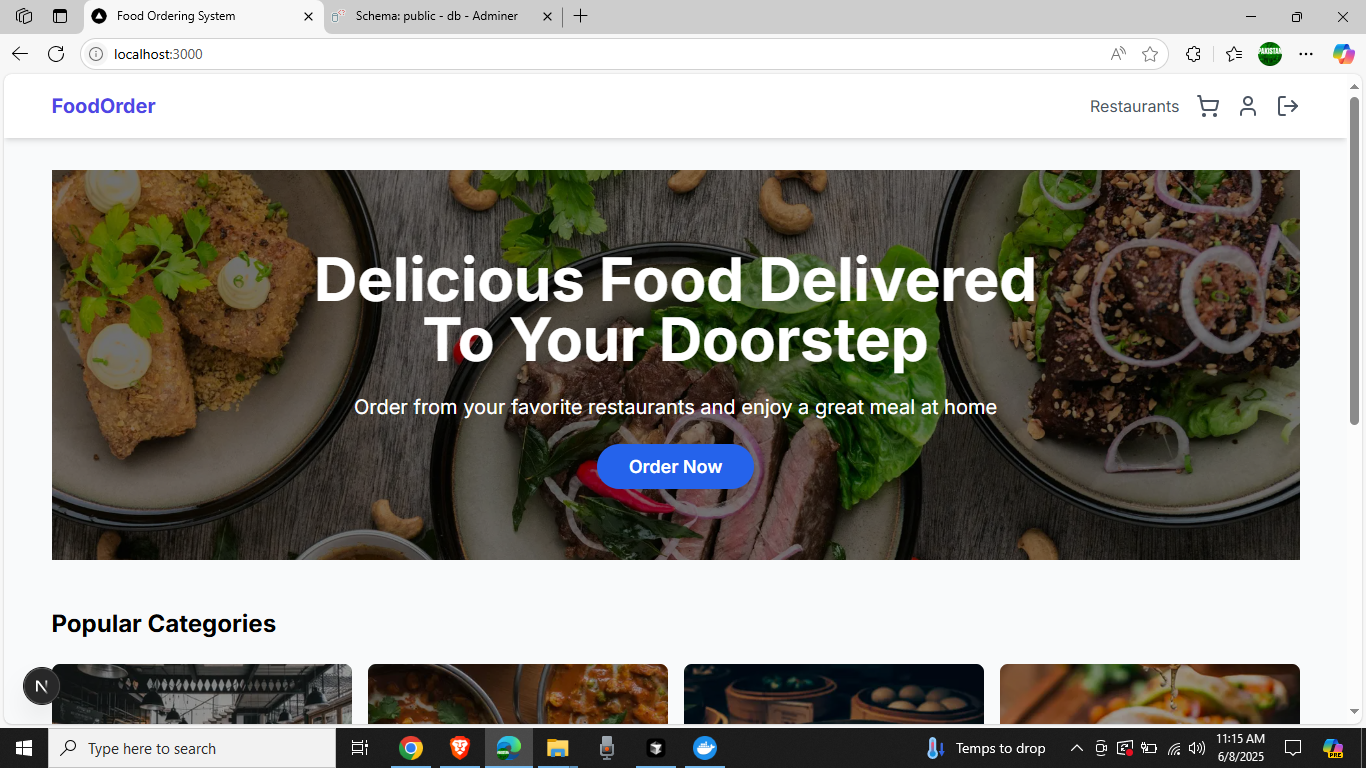 Food Ordering System
Schema: public - db - Adminer
localhost:3000
FoodOrder
Restaurants
Delicious Food Delivered
To Your Doorstep
Order from your favorite restaurants and enjoy a great meal at home
Order Now
Popular Categories
N
Type here to search
Temps to drop
11:15 AM
6/8/2025